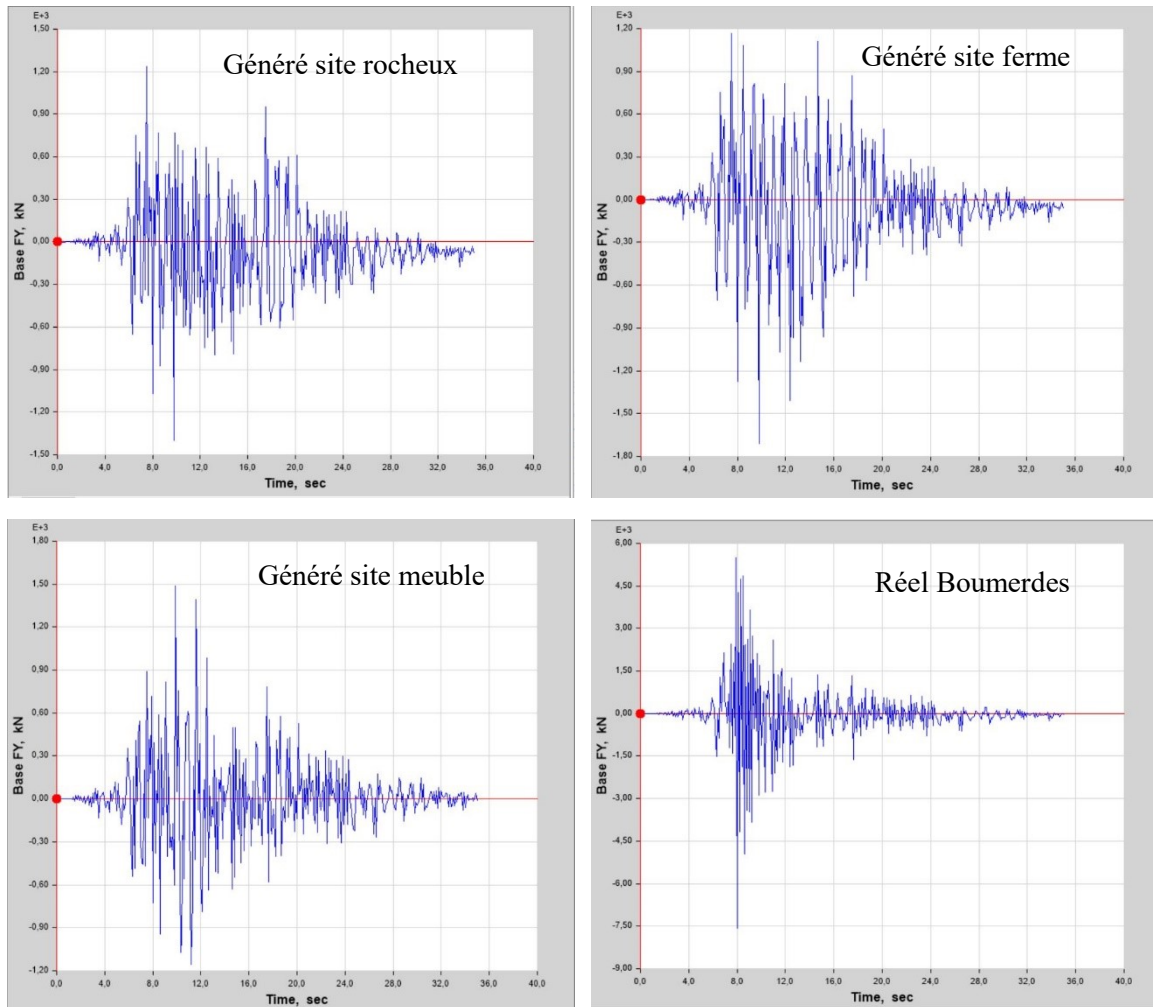 E+3
1,50
1,20
0,90
0,60
0,30
0,00
-0,30
-0,60
-0,90
-1,20
-1,50
Base FY, kN
Généré site rocheux
0,0 4,0 8,0 12,0 16,0 20,0 24,0 28,0 32,0 36,0 40,0
Time, sec
E+3
1,20
0,90
0,60
0,30
0,00
-0,30
-0,60
-0,90
-1,20
-1,50
-1,80
Base FY, kN
Généré site ferme
0,0 4,0 8,0 12,0 16,0 20,0 24,0 28,0 32,0 36,0 40,0
Time, sec
E+3
1,80
1,50
1,20
0,90
0,60
0,30
0,00
-0,30
-0,60
-0,90
-1,20
Base FY, kN
Généré site meuble
0,0 4,0 8,0 12,0 16,0 20,0 24,0 28,0 32,0 36,0 40,0
Time, sec
E+3
6,00
4,50
3,00
1,50
0,00
-1,50
-3,00
-4,50
-6,00
-7,50
-9,00
Base FY, kN
Réel Boumerdes
0,0 4,0 8,0 12,0 16,0 20,0 24,0 28,0 32,0 36,0 40,0
Time, sec